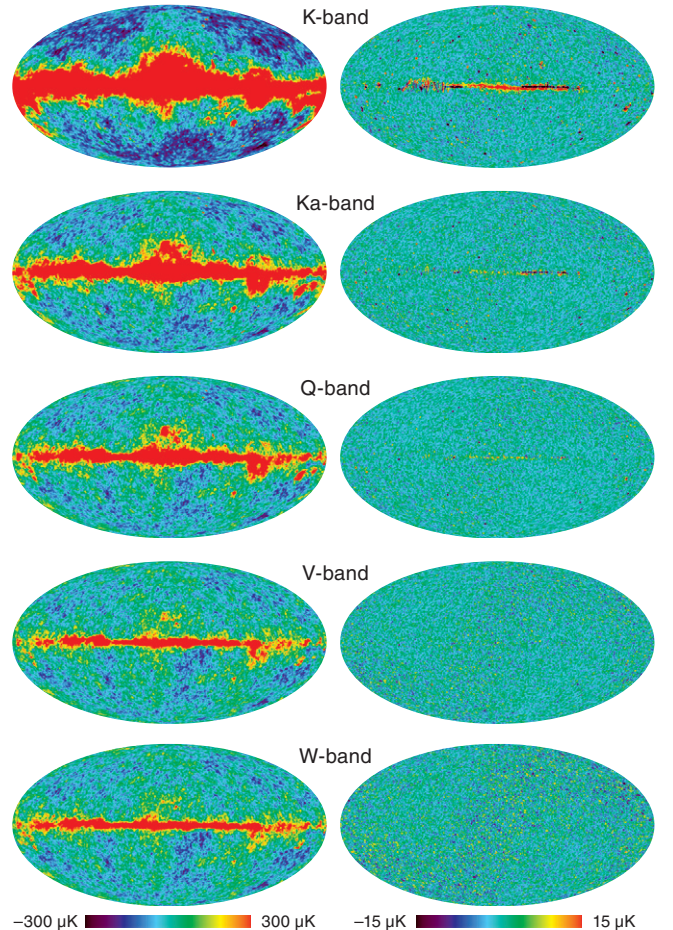 K-band
Ka-band
Q-band
V-band
W-band
–300 µK 300 µK –15 µK 15 µK